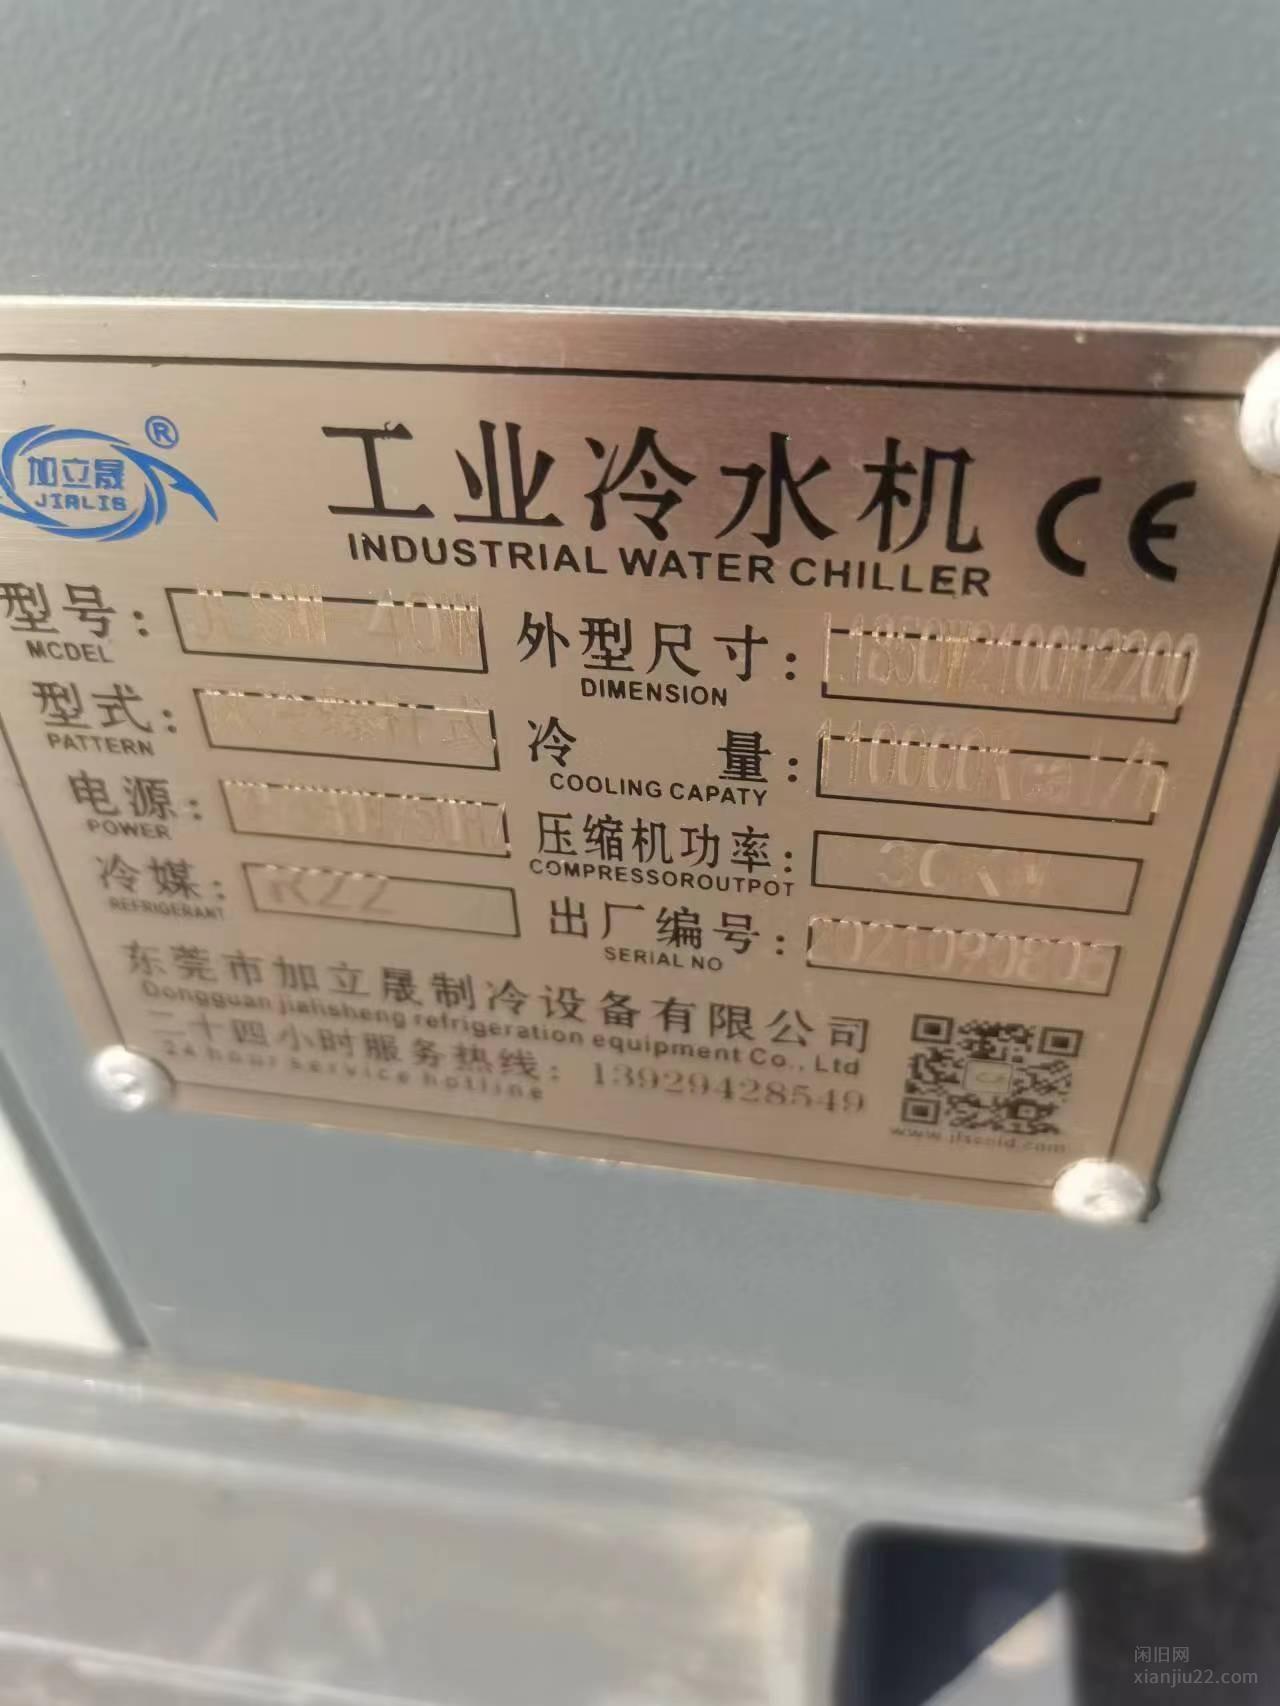 加立晟
JIALIS
®
工业冷水机
INDUSTRIAL WATER CHILLER
CE
型号：
MCDEL
外型尺寸：L1850W2100H2200
DIMENSION
型式：
PATTERN
冷量：110000Kcal/h
COOLING CAPATY
电源：
POWER
压缩机功率：30KW
COMPRESSOROUTPOT
冷媒：R22
REFRIGERANT
出厂编号：
SERIAL NO
东莞市加立晟制冷设备有限公司
Dongguan jialisheng refrigeration equipment Co., Ltd
二十四小时服务热线：13929428549
24 hour service hotline
闲旧网
xianjiu22.com